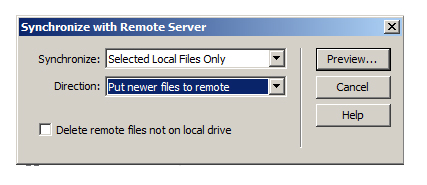 Synchronize with Remote Server
Synchronize: Selected Local Files Only
Preview...
Direction: Put newer files to remote
Cancel
Help
Delete remote files not on local drive